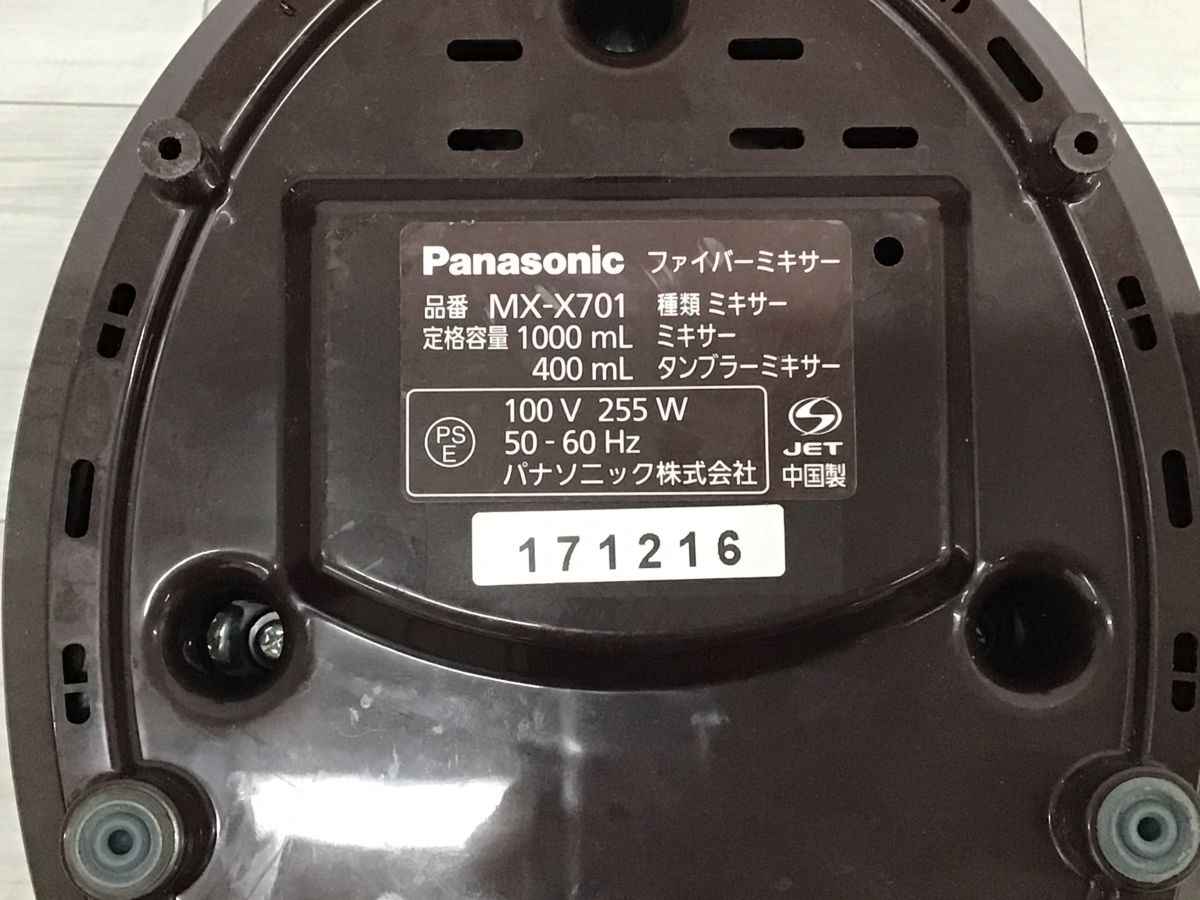 Panasonic ファイバーミキサー
品番 MX-X701 種類 ミキサー
定格容量 1000 mL ミキサー
400 mL タンブラーミキサー
PS
E
100 V 255 W
50 - 60 Hz
パナソニック株式会社
JET
中国製
171216